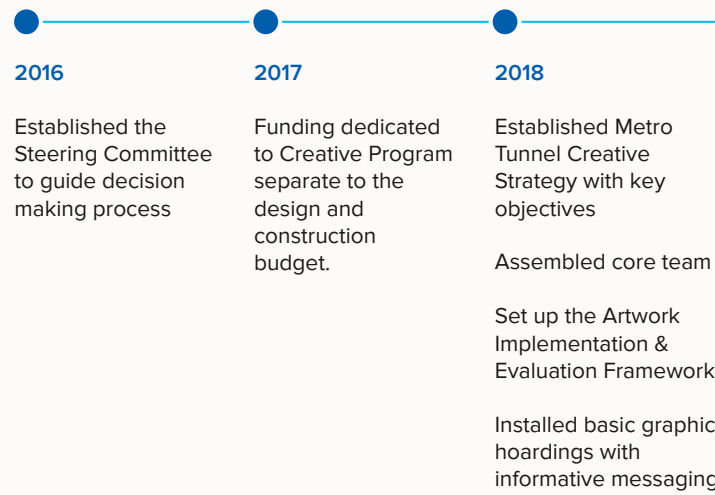 2016
Established the
Steering Committee
to guide decision
making process
2017
Funding dedicated
to Creative Program
separate to the
design and
construction
budget.
2018
Established Metro
Tunnel Creative
Strategy with key
objectives
Assembled core team
Set up the Artwork
Implementation &
Evaluation Framework
Installed basic graphic
hoardings with
informative messaging